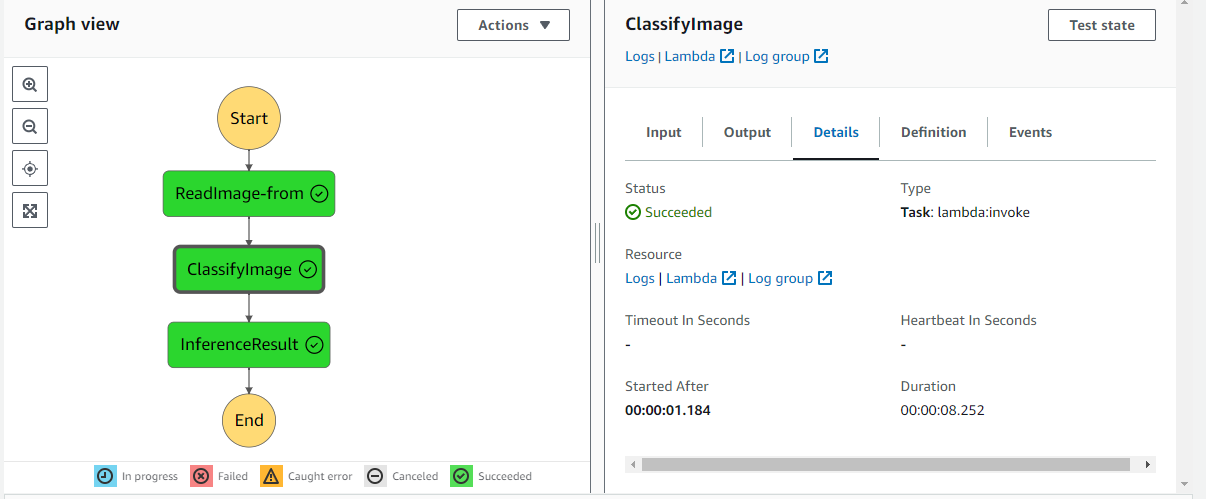 Graph view
Actions
Start
ReadImage-from
ClassifyImage
InferenceResult
End
In progress
Failed
Caught error
Canceled
Succeeded
ClassifyImage
Test state
Logs | Lambda | Log group
Input
Output
Details
Definition
Events
Status
Type
Succeeded
Task: lambda:invoke
Resource
Logs | Lambda | Log group
Timeout In Seconds
Heartbeat In Seconds
-
-
Started After
Duration
00:00:01.184
00:00:08.252